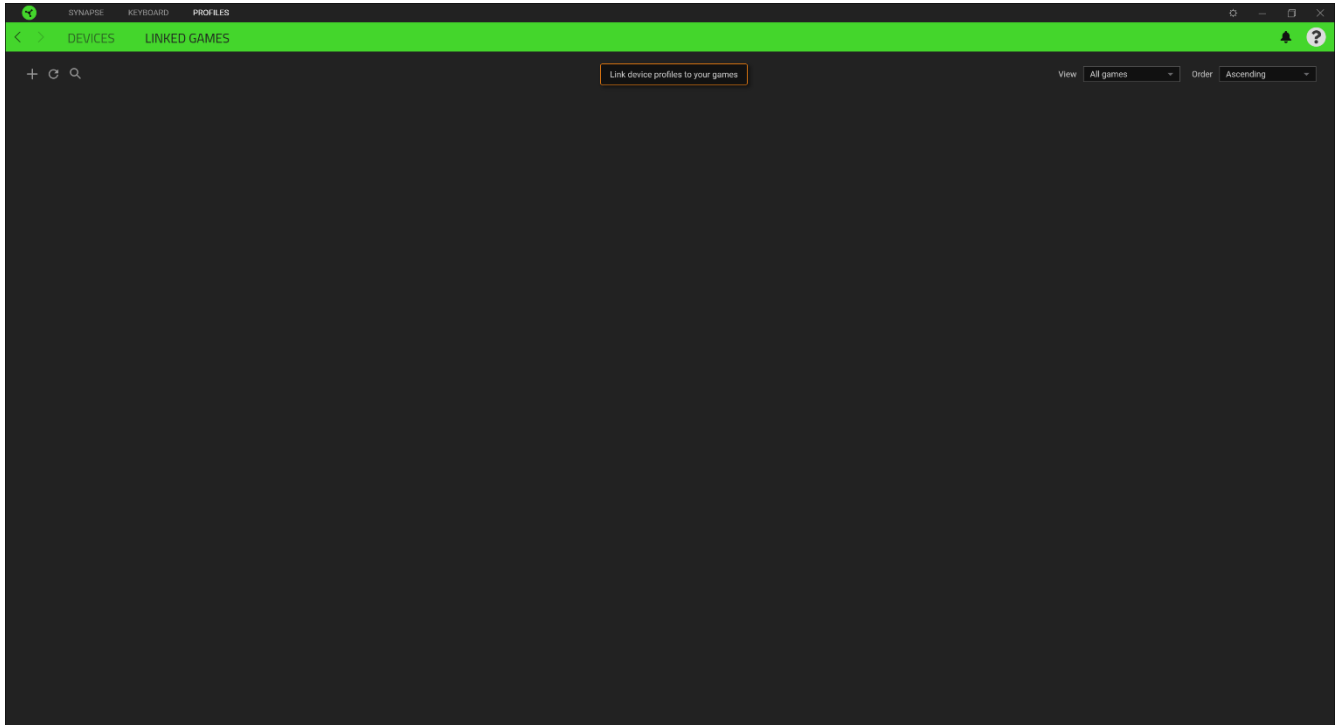 SYNAPSE KEYBOARD PROFILES
DEVICES LINKED GAMES ?
Link device profiles to your games View All games Order Ascending